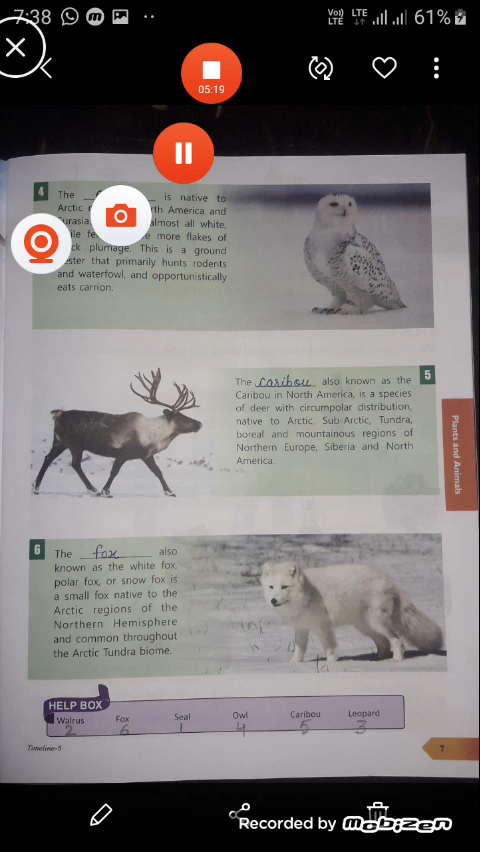 7:38
Vo)) LTE LTE 61%
05:19
4
The is native to
Arctic th America and
Eurasia. almost all white,
more flakes of
plumage. This is a ground
that primarily hunts rodents
and waterfowl, and opportunistically
eats carrion.
5
The caribou also known as the
Caribou in North America, is a species
of deer with circumpolar distribution,
native to Arctic, Sub-Arctic, Tundra,
boreal and mountainous regions of
Northern Europe, Siberia and North
America.
Plants and Animals
6
The fox also
known as the white fox,
polar fox, or snow fox is
a small fox native to the
Arctic regions of the
Northern Hemisphere
and common throughout
the Arctic Tundra biome.
HELP BOX
Walrus Fox Seal Owl Caribou Leopard
2 6 1 4 5 3
Timeline-5
7
Recorded by mobizen